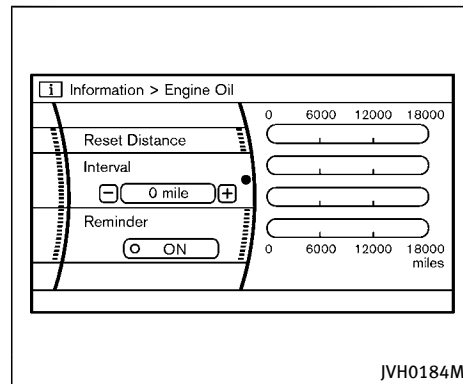 i Information > Engine Oil
0 6000 12000 18000
Reset Distance
Interval
− 0 mile +
Reminder
ON
0 6000 12000 18000
miles
JVH0184M